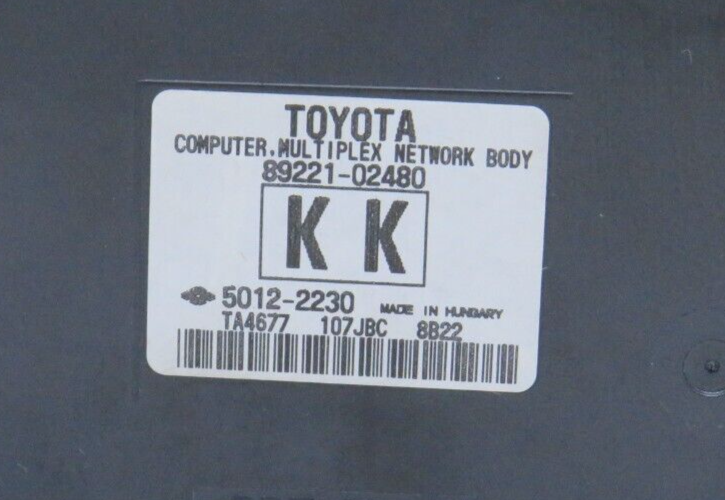 TOYOTA
COMPUTER.MULTIPLEX NETWORK BODY
89221-02480
K K
5012-2230 MADE IN HUNGARY
TA4677 107JBC 8B22